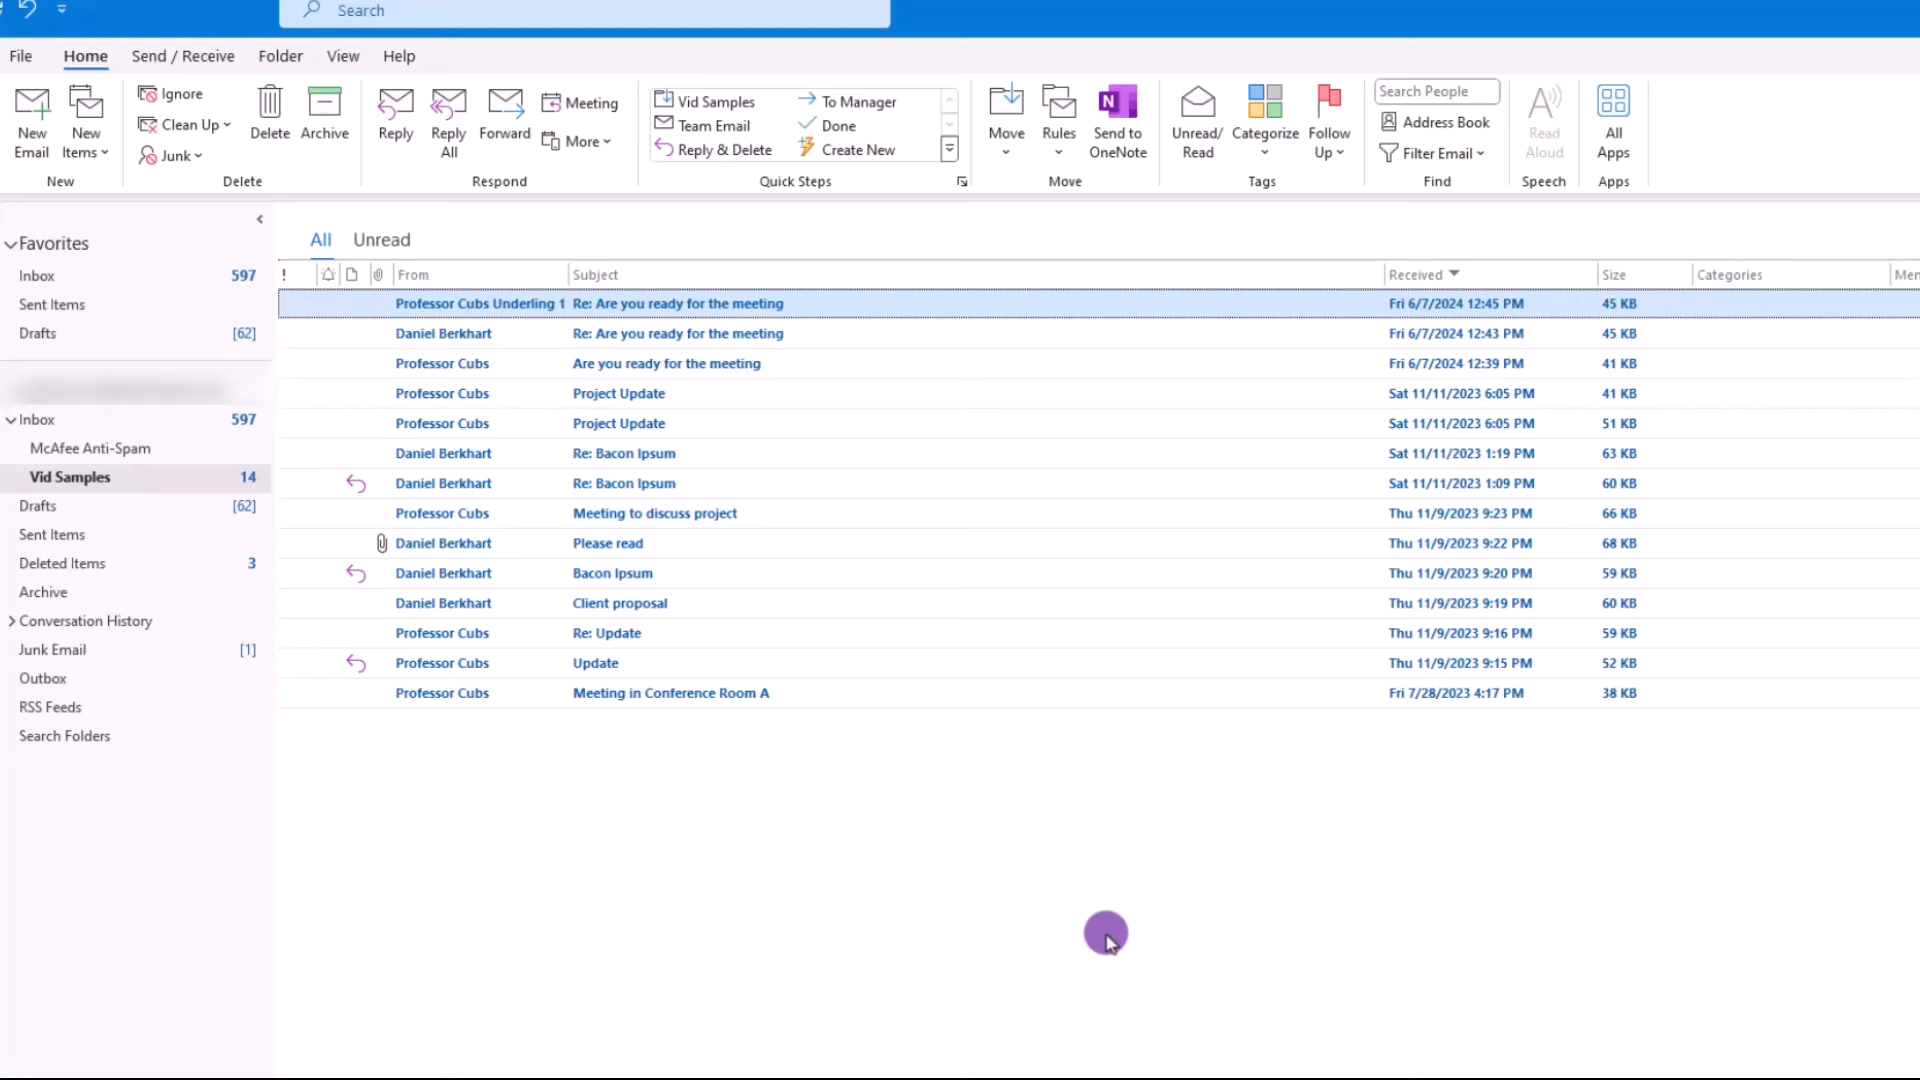 Search
File Home Send / Receive Folder View Help
New Email
New Items
New
Ignore
Clean Up
Junk
Delete
Archive
Delete
Reply
Reply All
Forward
Meeting
More
Respond
Vid Samples
Team Email
Reply & Delete
To Manager
Done
Create New
Quick Steps
Move
Rules
Send to OneNote
Move
Unread/ Read
Categorize
Follow Up
Tags
Search People
Address Book
Filter Email
Find
Read Aloud
Speech
All Apps
Apps
Favorites
Inbox 597
Sent Items
Drafts [62]
Inbox 597
McAfee Anti-Spam
Vid Samples 14
Drafts [62]
Sent Items
Deleted Items 3
Archive
Conversation History
Junk Email [1]
Outbox
RSS Feeds
Search Folders
All Unread
! From Subject Received Size Categories Men
Professor Cubs Underling 1 Re: Are you ready for the meeting Fri 6/7/2024 12:45 PM 45 KB
Daniel Berkhart Re: Are you ready for the meeting Fri 6/7/2024 12:43 PM 45 KB
Professor Cubs Are you ready for the meeting Fri 6/7/2024 12:39 PM 41 KB
Professor Cubs Project Update Sat 11/11/2023 6:05 PM 41 KB
Professor Cubs Project Update Sat 11/11/2023 6:05 PM 51 KB
Daniel Berkhart Re: Bacon Ipsum Sat 11/11/2023 1:19 PM 63 KB
Daniel Berkhart Re: Bacon Ipsum Sat 11/11/2023 1:09 PM 60 KB
Professor Cubs Meeting to discuss project Thu 11/9/2023 9:23 PM 66 KB
Daniel Berkhart Please read Thu 11/9/2023 9:22 PM 68 KB
Daniel Berkhart Bacon Ipsum Thu 11/9/2023 9:20 PM 59 KB
Daniel Berkhart Client proposal Thu 11/9/2023 9:19 PM 60 KB
Professor Cubs Re: Update Thu 11/9/2023 9:16 PM 59 KB
Professor Cubs Update Thu 11/9/2023 9:15 PM 52 KB
Professor Cubs Meeting in Conference Room A Fri 7/28/2023 4:17 PM 38 KB